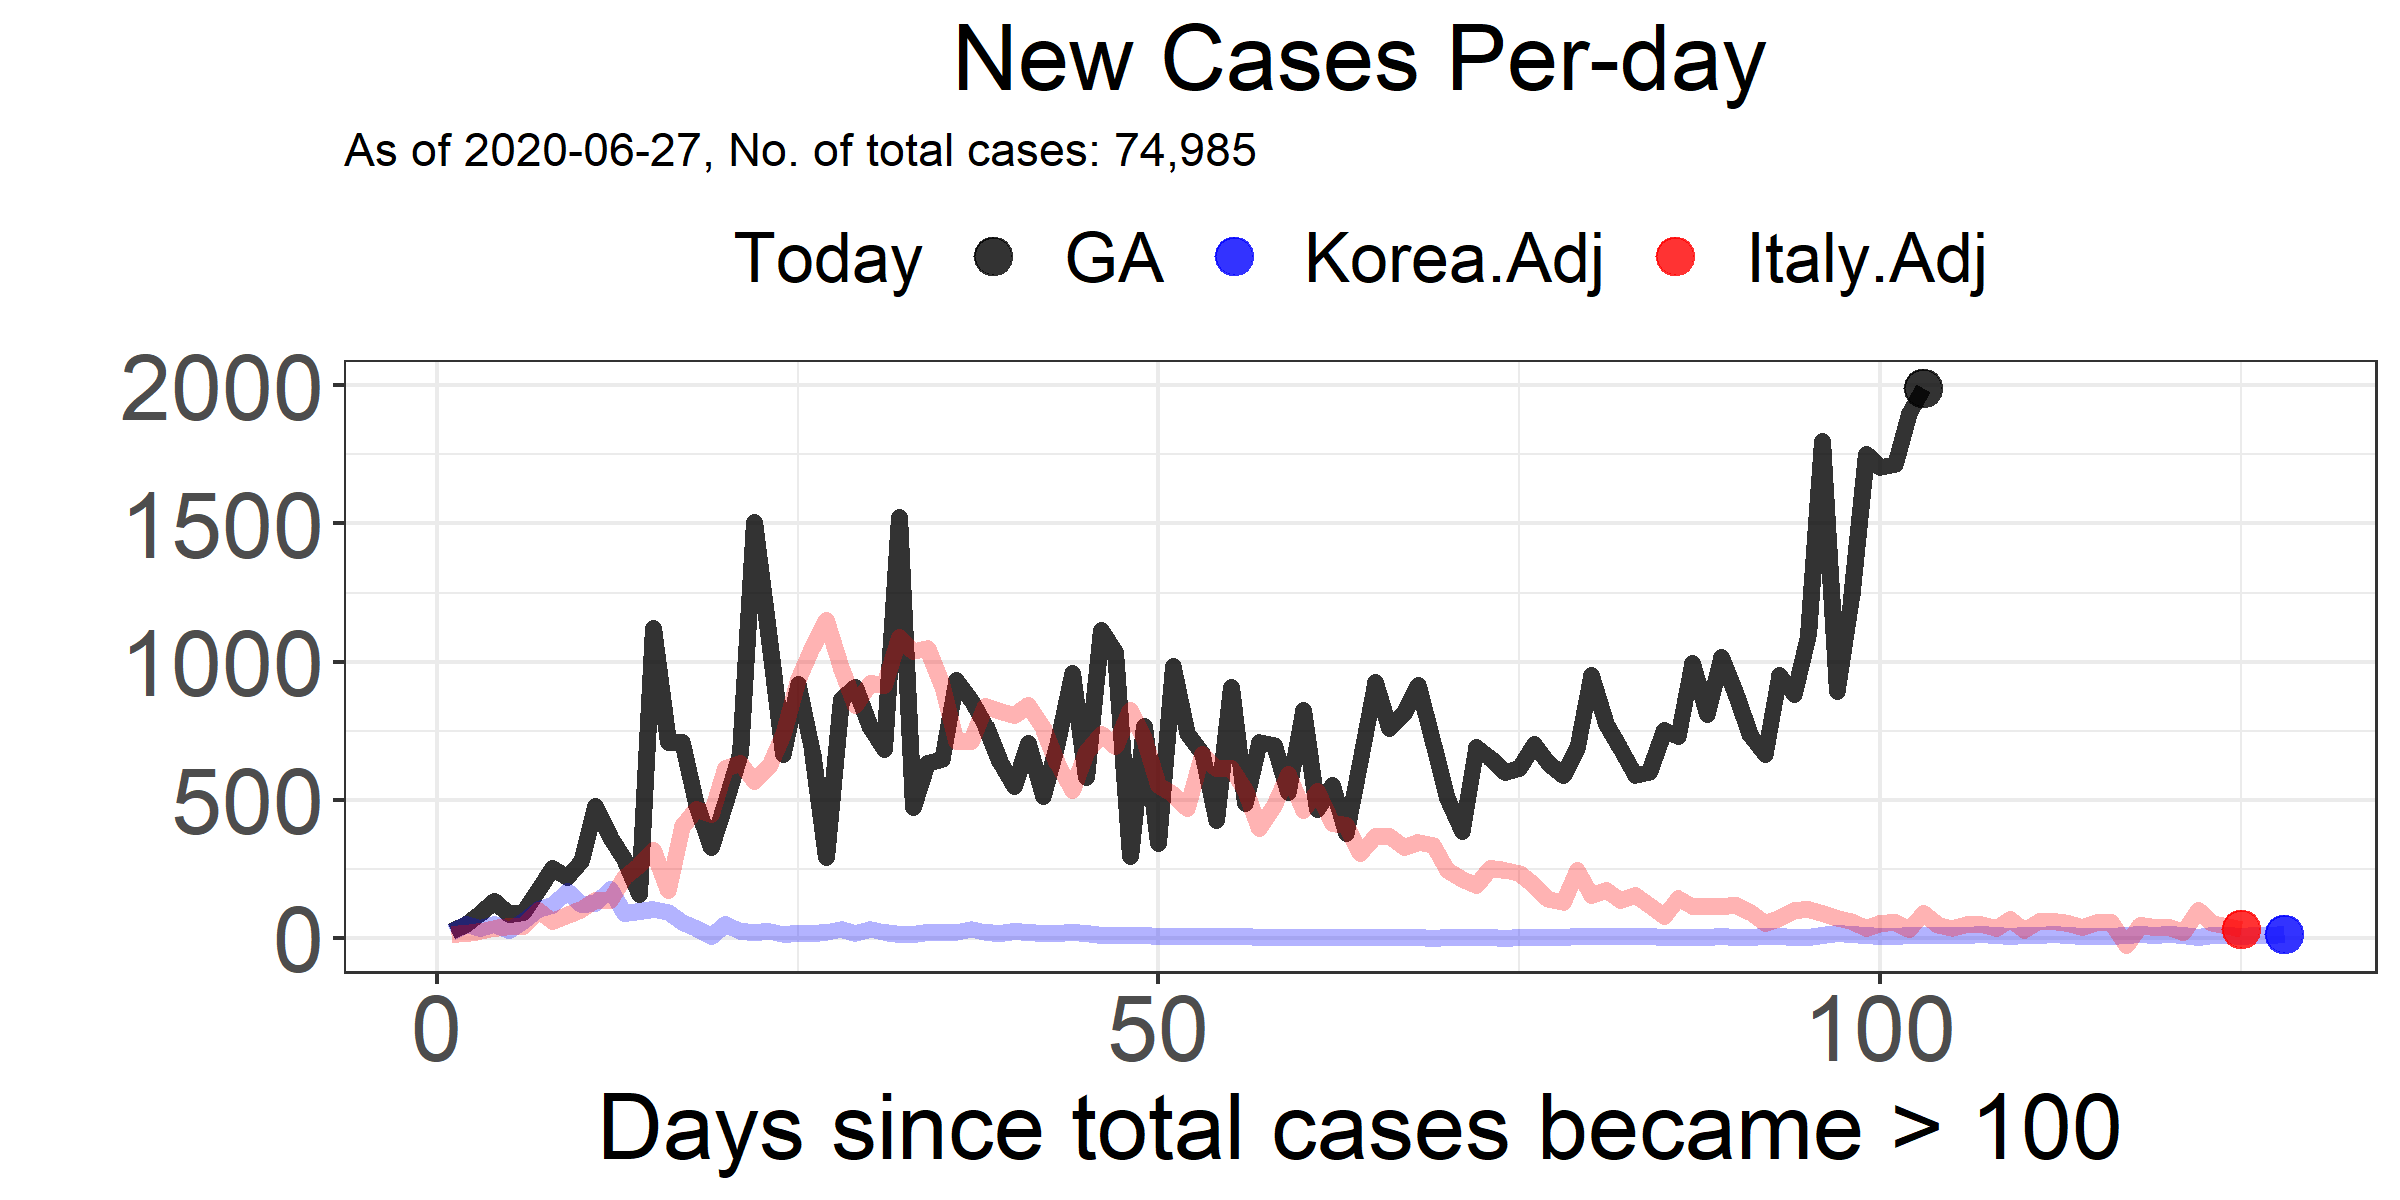 New Cases Per-day
As of 2020-06-27, No. of total cases: 74,985
Today GA Korea.Adj Italy.Adj
2000
1500
1000
500
0
0 50 100
Days since total cases became > 100